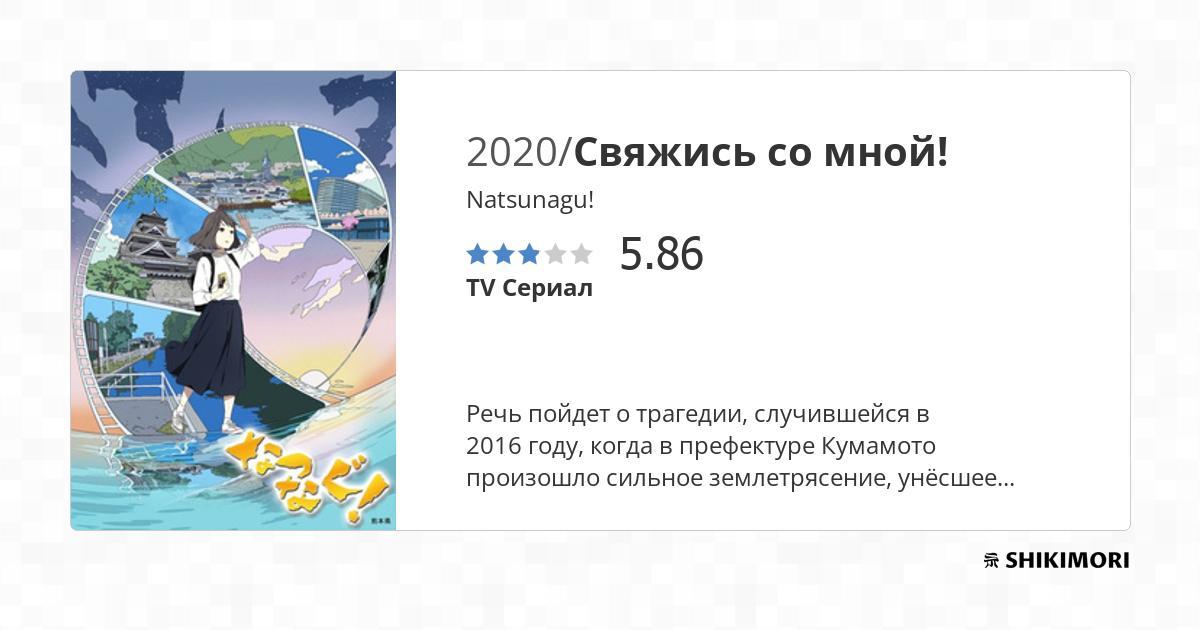 2020/Свяжись со мной!
Natsunagu!
5.86
TV Сериал
Речь пойдет о трагедии, случившейся в
2016 году, когда в префектуре Кумамото
произошло сильное землетрясение, унёсшее...
なつなぐ!
熊本県
SHIKIMORI